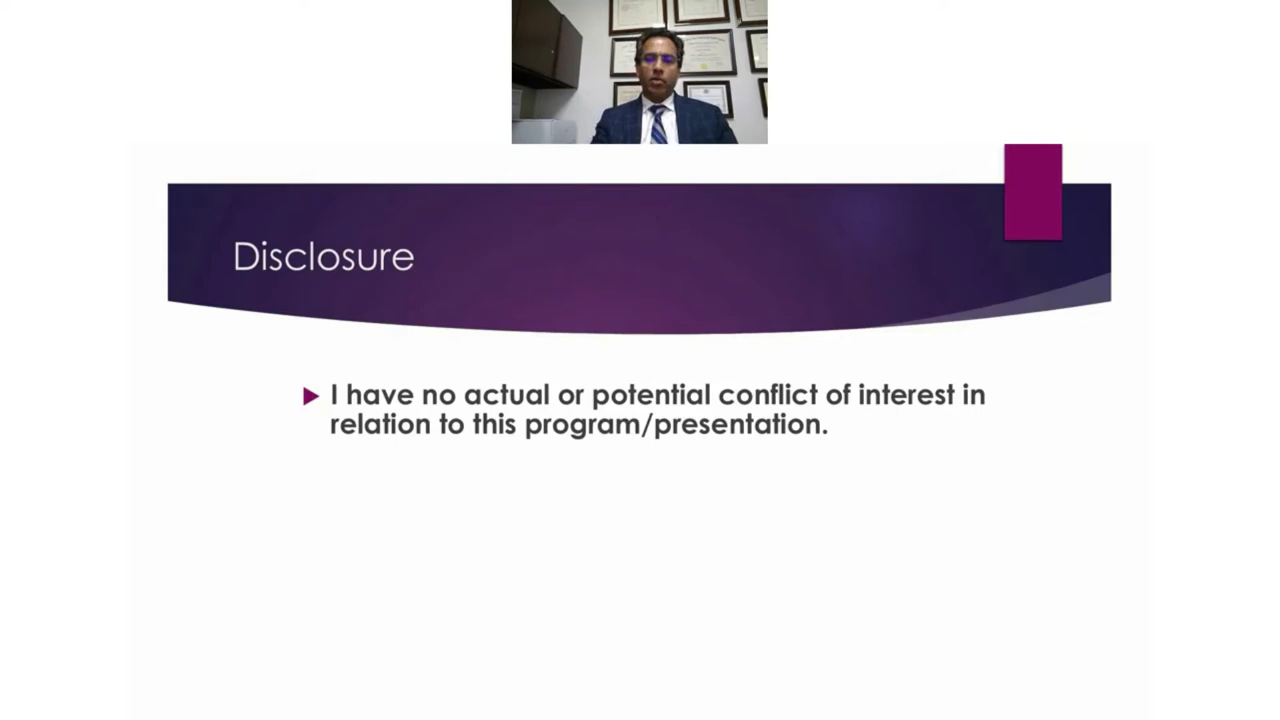 Disclosure
I have no actual or potential conflict of interest in
relation to this program/presentation.